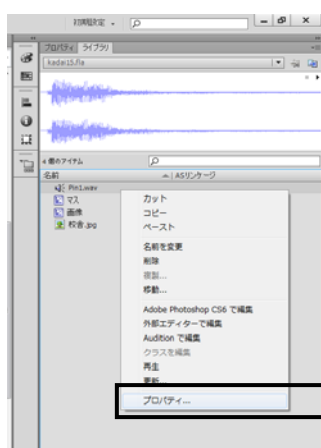 初期設定
プロパティ ライブラリ
kadai15.fla
4 個のアイテム
名前 AS リンケージ
Pin1.wav
マス
画像
校舎.jpg
カット
コピー
ペースト
名前を変更
削除
複製...
移動...
Adobe Photoshop CS6 で編集
外部エディターで編集
Audition で編集
クラスを編集
再生
更新...
プロパティ...